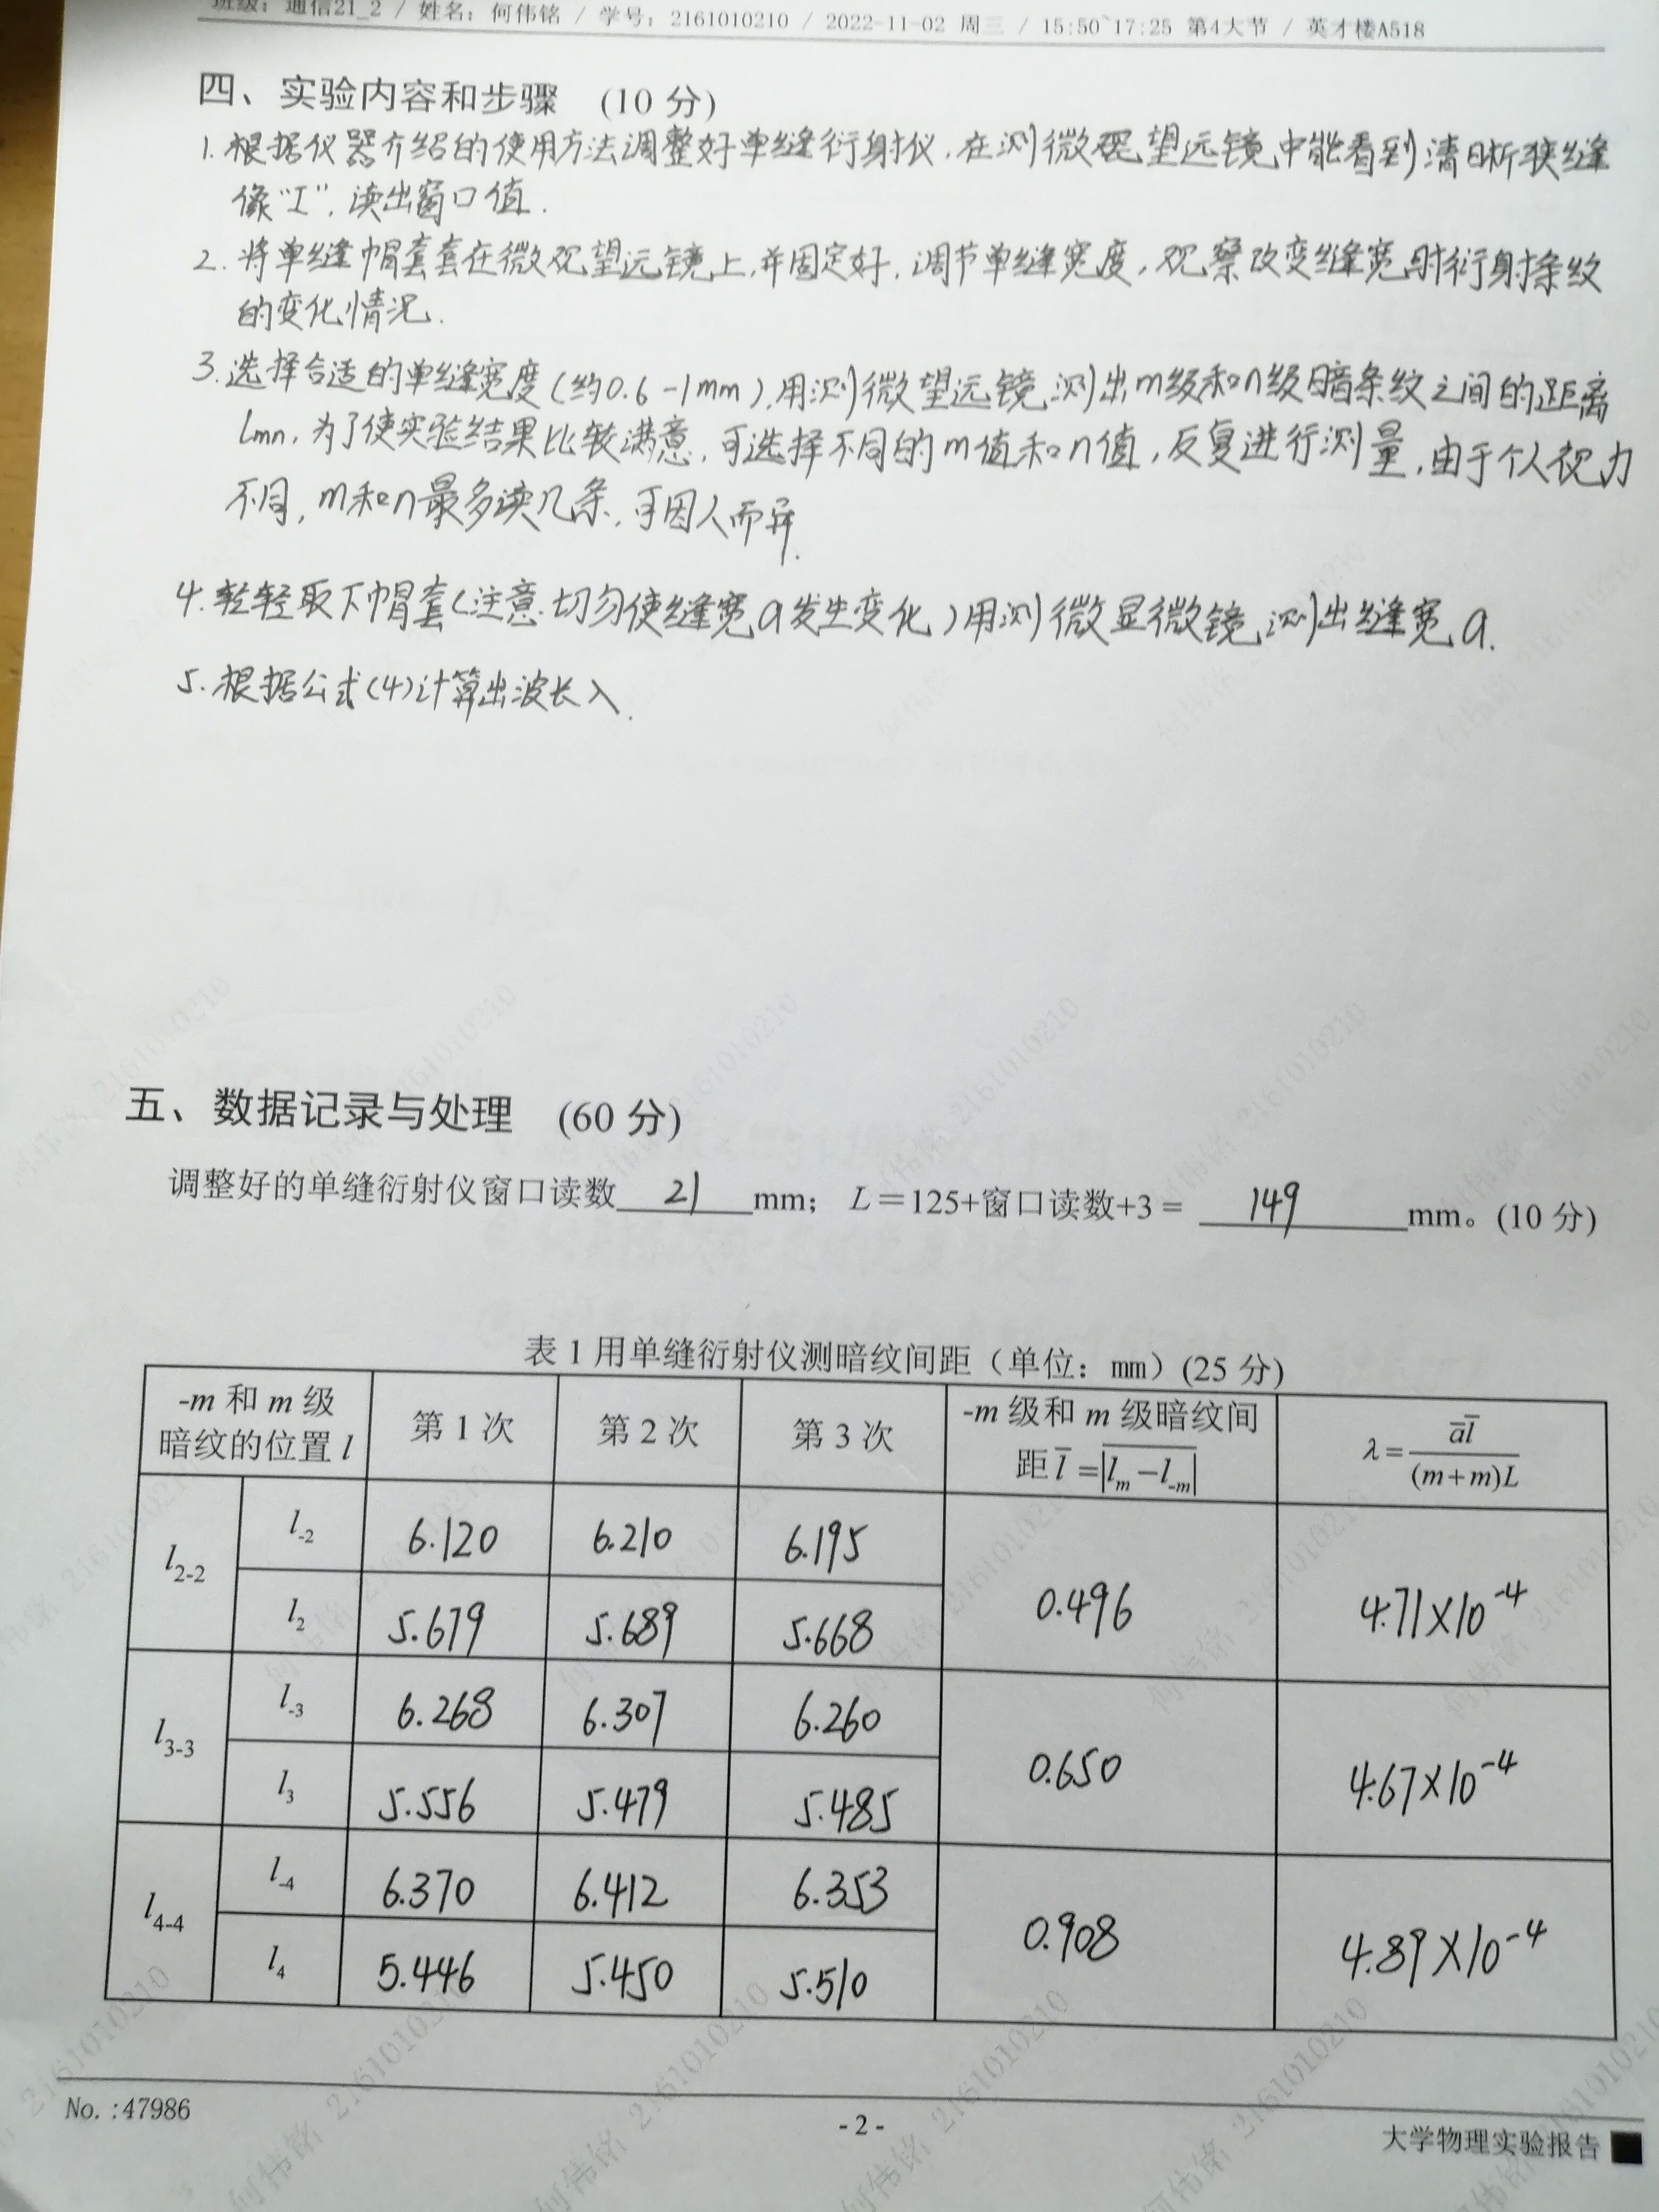 班级：通信21_2 / 姓名：何伟铭 / 学号：2161010210 / 2022-11-02 周三 / 15:50~17:25 第4大节 / 英才楼A518
四、实验内容和步骤 (10 分)
1. 根据仪器介绍的使用方法调整好单缝衍射仪，在测微观望远镜中能看到清晰狭缝
像“工”，读出窗口值.
2. 将单缝帽套套在微观望远镜上，并固定好，调节单缝宽度，观察改变缝宽时衍射条纹
的变化情况.
3. 选择合适的单缝宽度(约0.6-1mm)，用测微望远镜测出m级和n级暗条纹之间的距离
lmn，为了使实验结果比较满意，可选择不同的m值和n值，反复进行测量，由于个人视力
不同，m和n最多读几条，可因人而异.
4. 轻轻取下帽套(注意：切勿使缝宽a发生变化)用测微显微镜测出缝宽a.
5. 根据公式(4)计算出波长λ.
五、数据记录与处理 (60 分)
调整好的单缝衍射仪窗口读数 21 mm； L＝125+窗口读数+3＝ 149 mm。(10 分)
表 1 用单缝衍射仪测暗纹间距（单位：mm）(25 分)
-m 和 m 级
暗纹的位置 l
第 1 次 第 2 次 第 3 次
-m 级和 m 级暗纹间
距 l̅ =|l_m − l_-m|
λ= a̅l̅ / (m+m)L
l2-2 l-2 6.120 6.210 6.195 0.496 4.71×10⁻⁴
l2 5.679 5.689 5.668
l3-3 l-3 6.268 6.307 6.260 0.650 4.67×10⁻⁴
l3 5.556 5.479 5.485
l4-4 l-4 6.370 6.412 6.353 0.908 4.89×10⁻⁴
l4 5.446 5.450 5.510
No.:47986
- 2 -
大学物理实验报告
何伟铭 2161010210